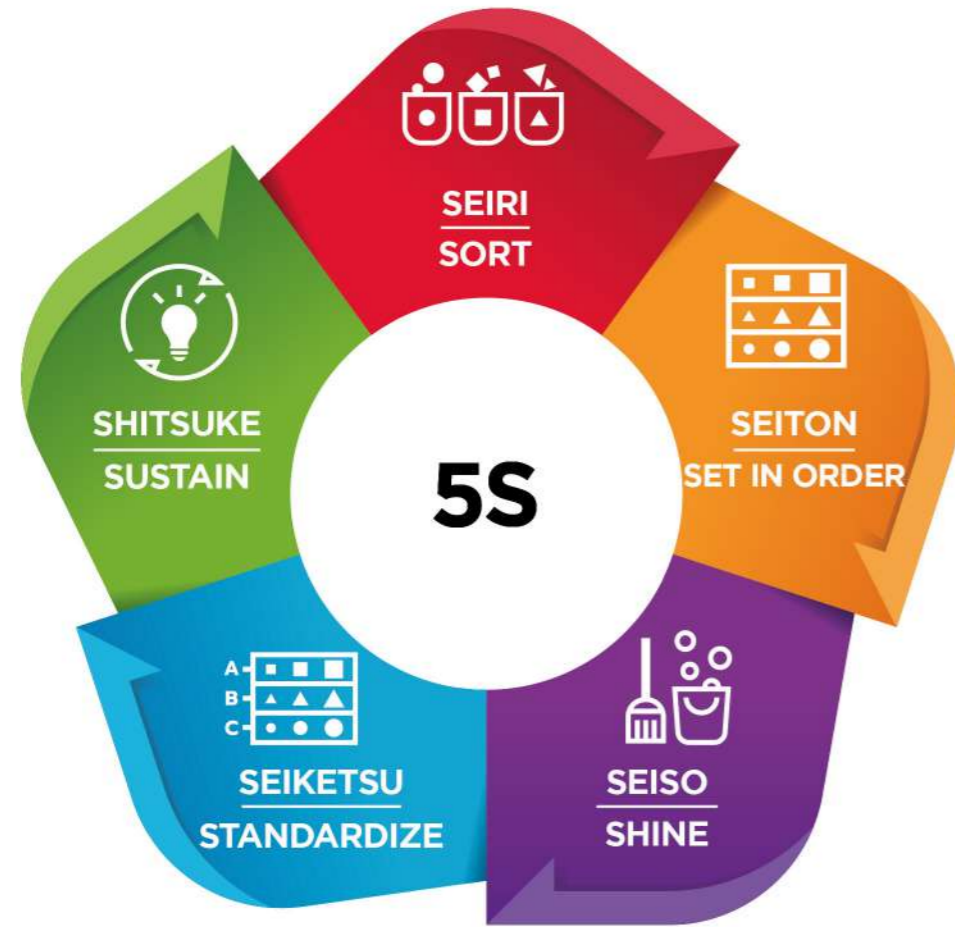 SEIRI
SORT
SEITON
SET IN ORDER
SEISO
SHINE
A
B
C
SEIKETSU
STANDARDIZE
SHITSUKE
SUSTAIN
5S